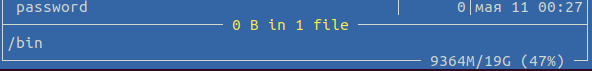 password 0 мая 11 00:27
0 B in 1 file
/bin
9364M/19G (47%)